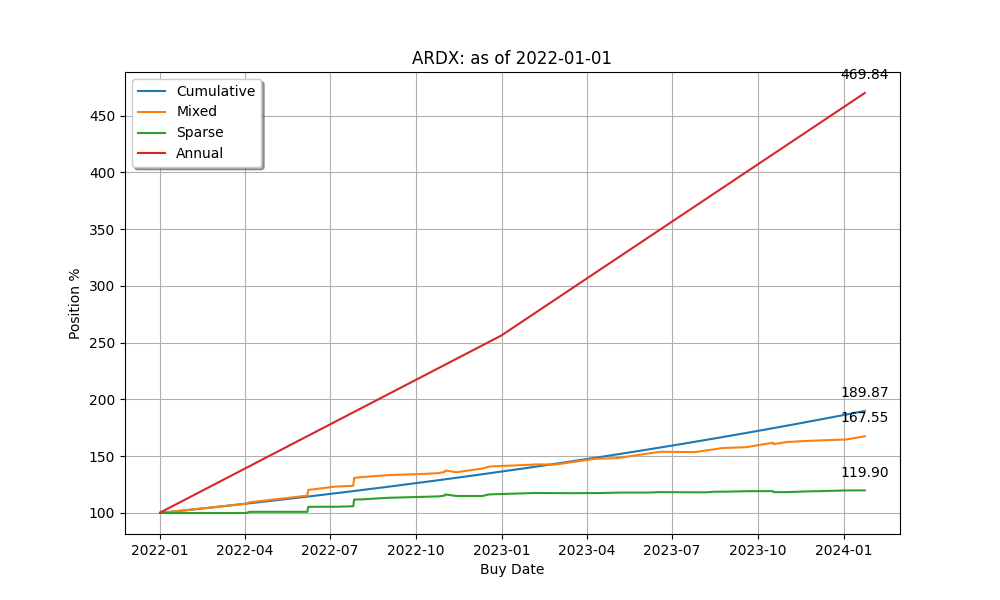 ARDX: as of 2022-01-01
469.84
Cumulative
Mixed
Sparse
Annual
450
400
350
300
250
200
150
100
Position %
189.87
167.55
119.90
2022-01 2022-04 2022-07 2022-10 2023-01 2023-04 2023-07 2023-10 2024-01
Buy Date